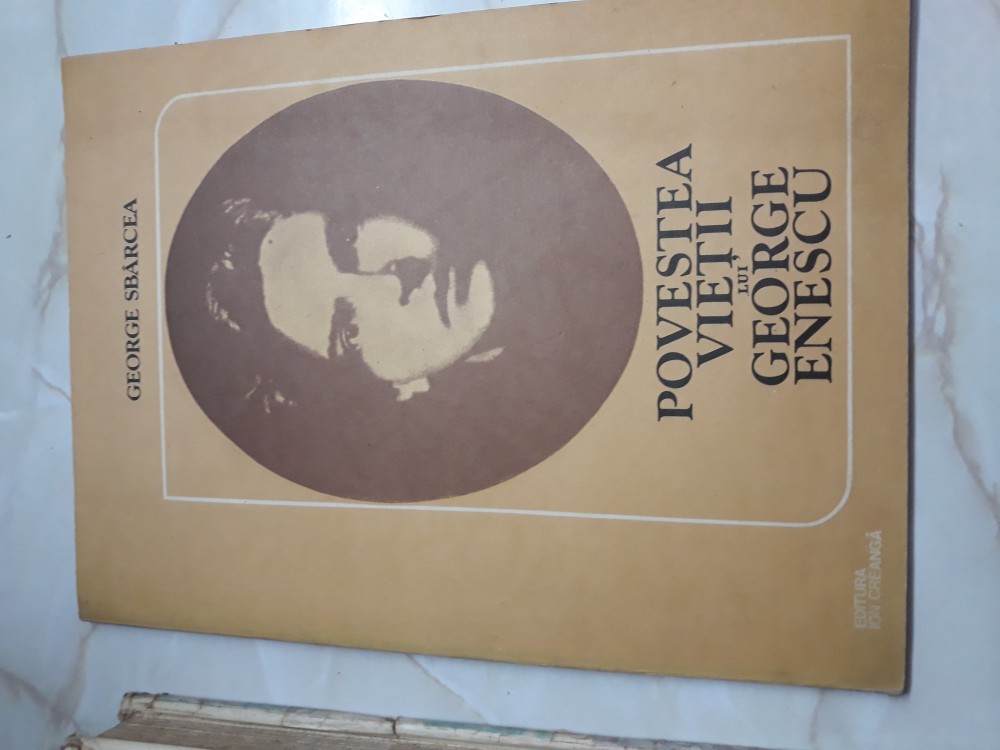 GEORGE SBÂRCEA
POVESTEA
VIEȚII
LUI
GEORGE
ENESCU
EDITURA
ION CREANGĂ